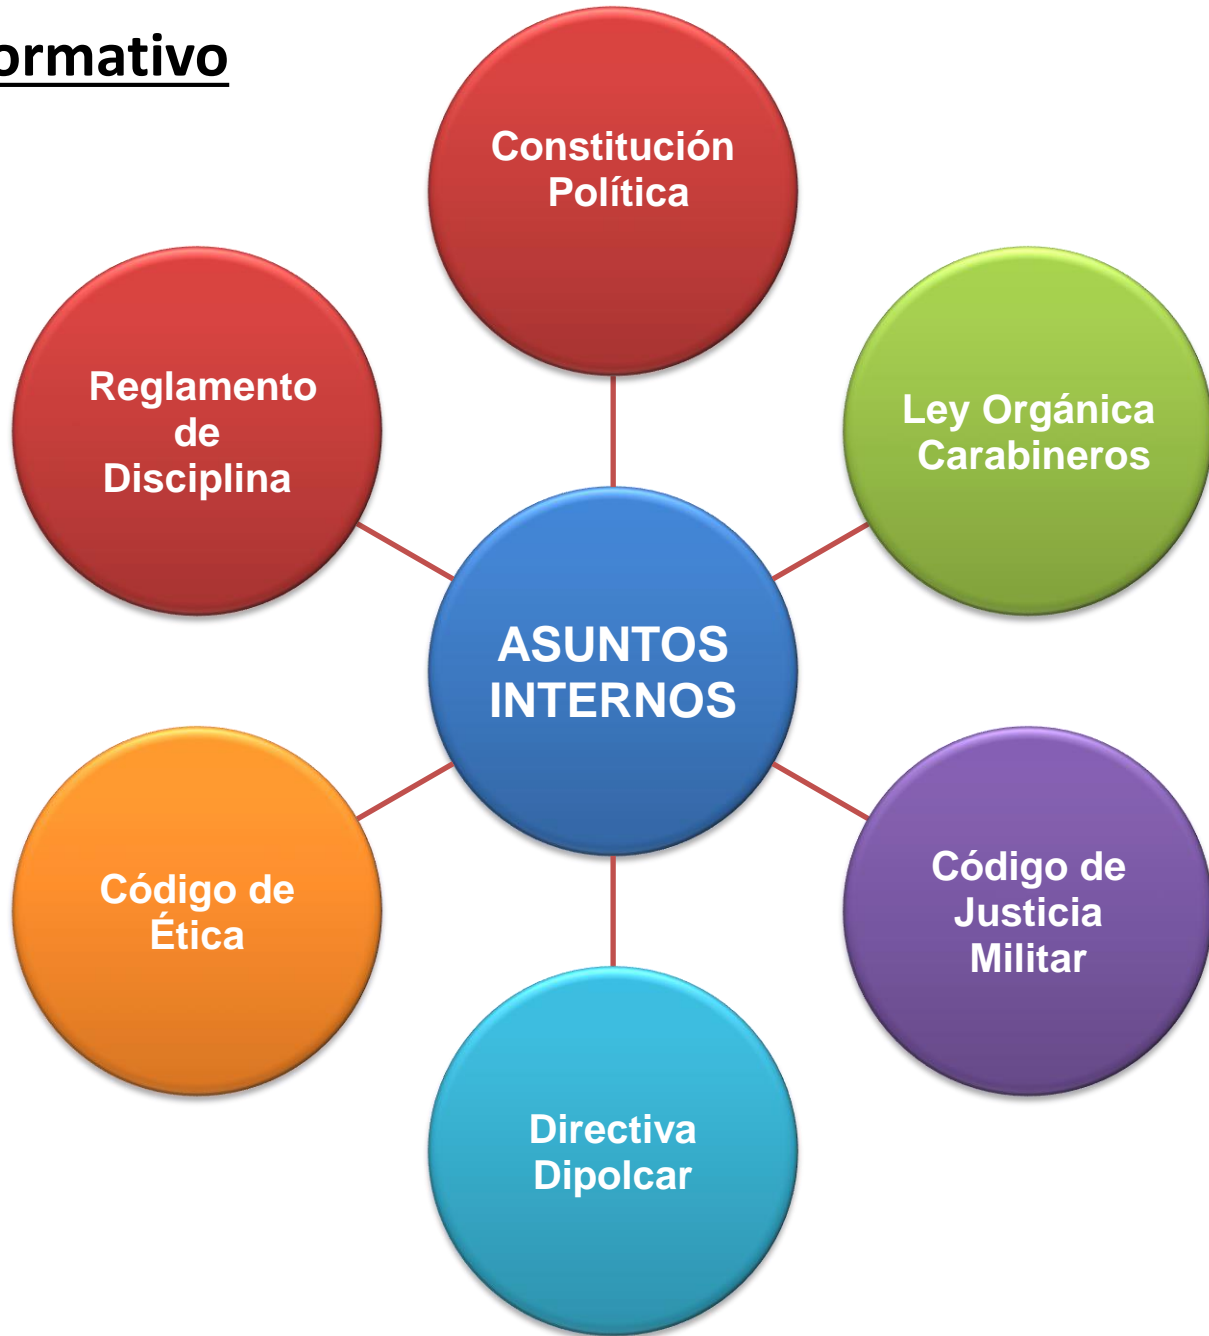 ormativo
Constitución
Política
Ley Orgánica
Carabineros
Código de
Justicia
Militar
Directiva
Dipolcar
Código de
Ética
Reglamento
de
Disciplina
ASUNTOS
INTERNOS